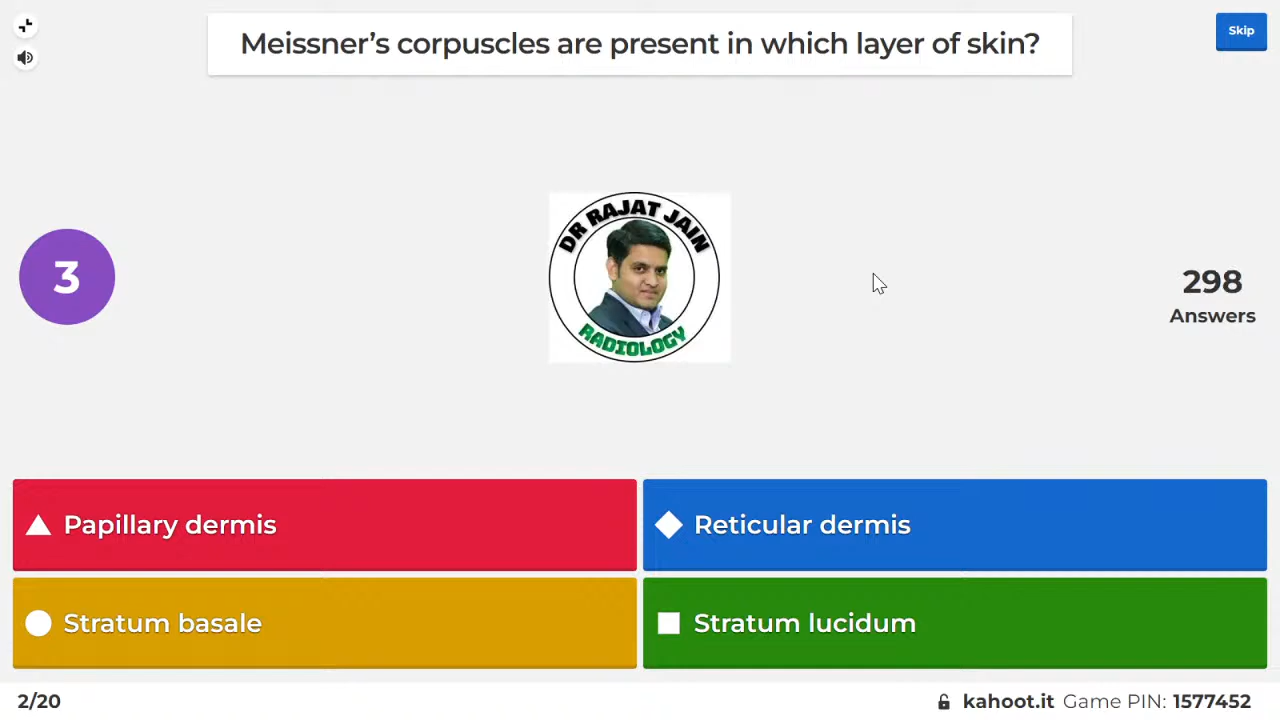 Meissner’s corpuscles are present in which layer of skin?
Skip
DR RAJAT JAIN
RADIOLOGY
3
298
Answers
Papillary dermis
Reticular dermis
Stratum basale
Stratum lucidum
2/20
kahoot.it Game PIN: 1577452